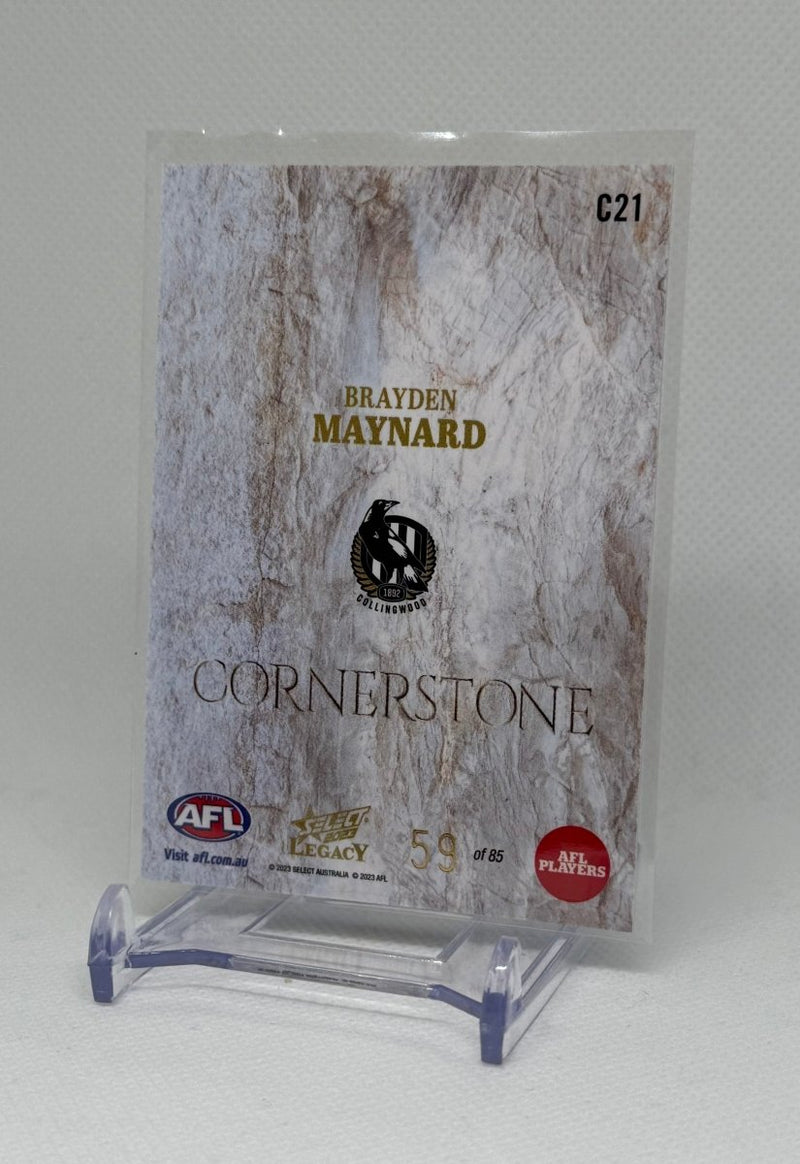 C21
BRAYDEN
MAYNARD
1892
COLLINGWOOD
CORNERSTONE
AFL
Visit afl.com.au
SELECT
2023
LEGACY
59 of 85
AFL
PLAYERS
© 2023 SELECT AUSTRALIA © 2023 AFL